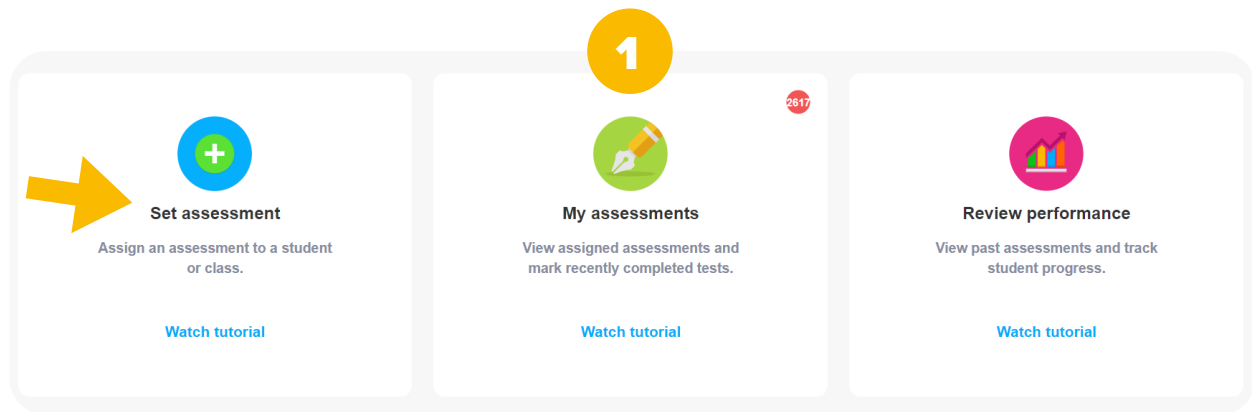 1
2617
Set assessment
Assign an assessment to a student
or class.
Watch tutorial
My assessments
View assigned assessments and
mark recently completed tests.
Watch tutorial
Review performance
View past assessments and track
student progress.
Watch tutorial